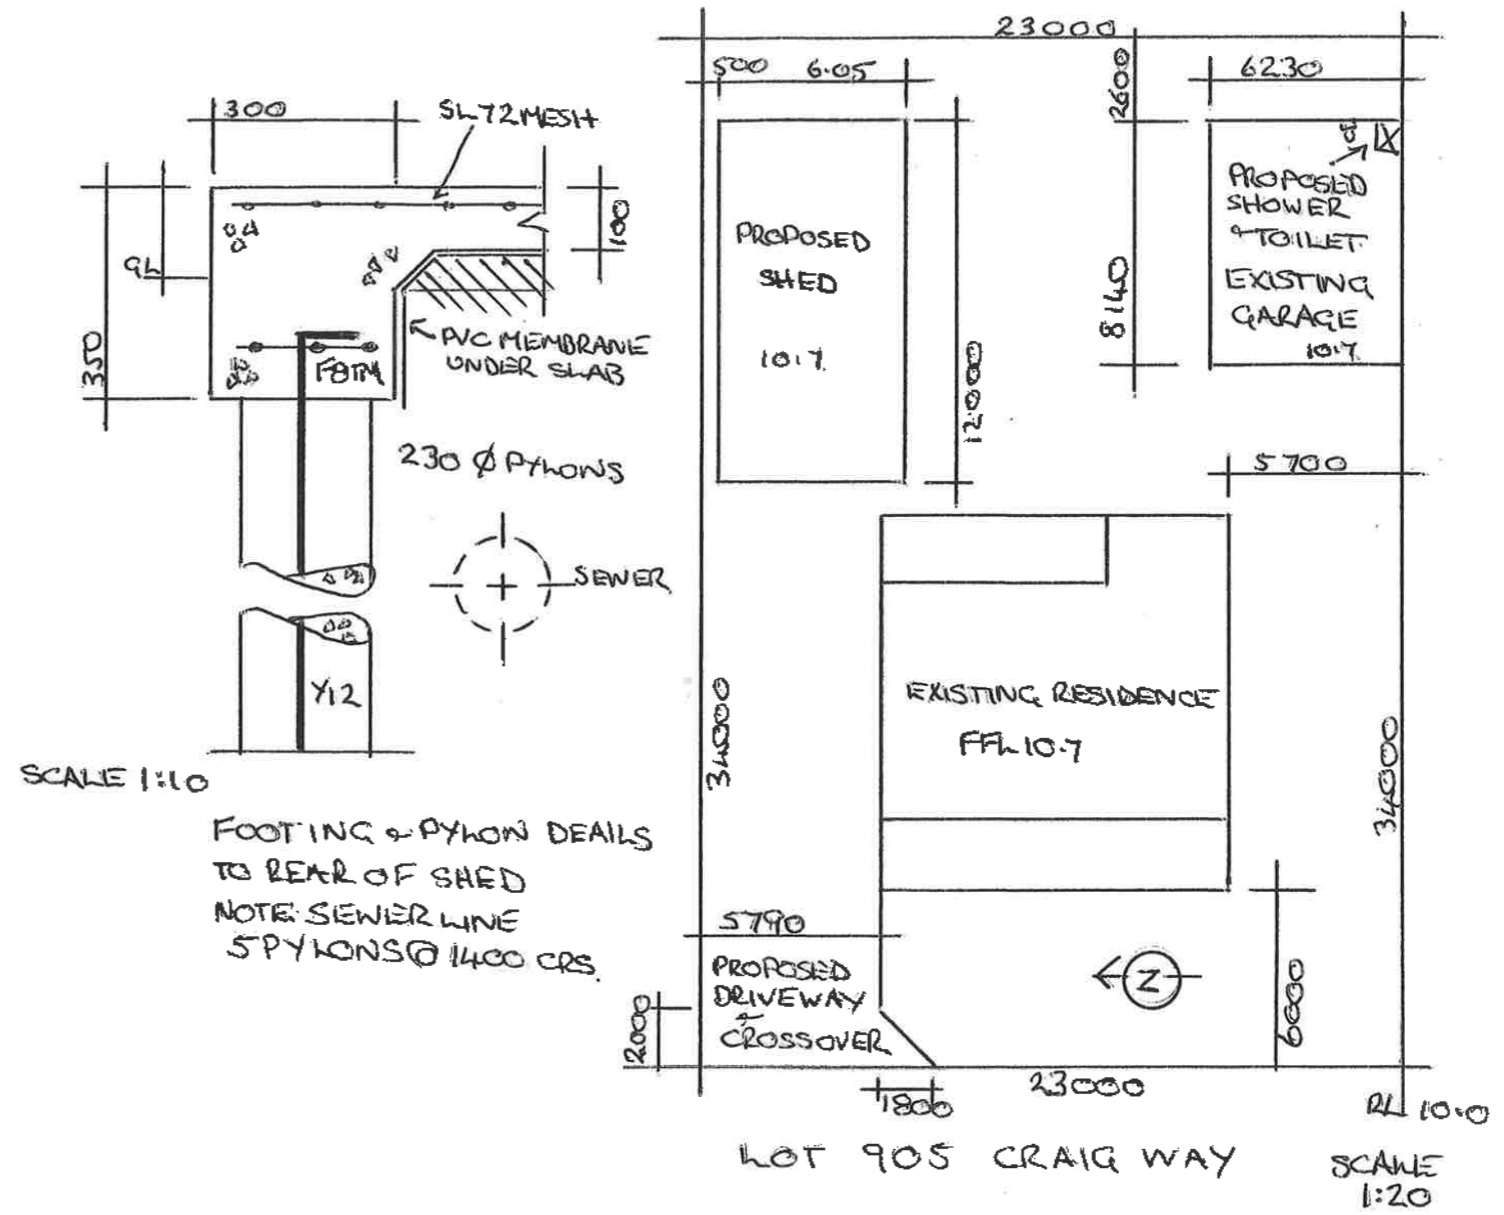 300
SL72MESH
100
GL
350
F8TM
PVC MEMBRANE
UNDER SLAB
230 Ø PYLONS
SEWER
Y12
SCALE 1:10
FOOTING & PYLON DEAILS
TO REAR OF SHED
NOTE: SEWER LINE
5 PYLONS @ 1400 CRS.
23000
500
6.05
2600
6230
PROPOSED
SHED
10.7
12000
8140
PROPOSED
SHOWER
& TOILET
EXISTING
GARAGE
10.7
5700
EXISTING RESIDENCE
FFL 10.7
34000
34000
5790
PROPOSED
DRIVEWAY
&
CROSSOVER
2000
Z
6000
1800
23000
RL 10.0
LOT 905 CRAIG WAY
SCALE
1:20